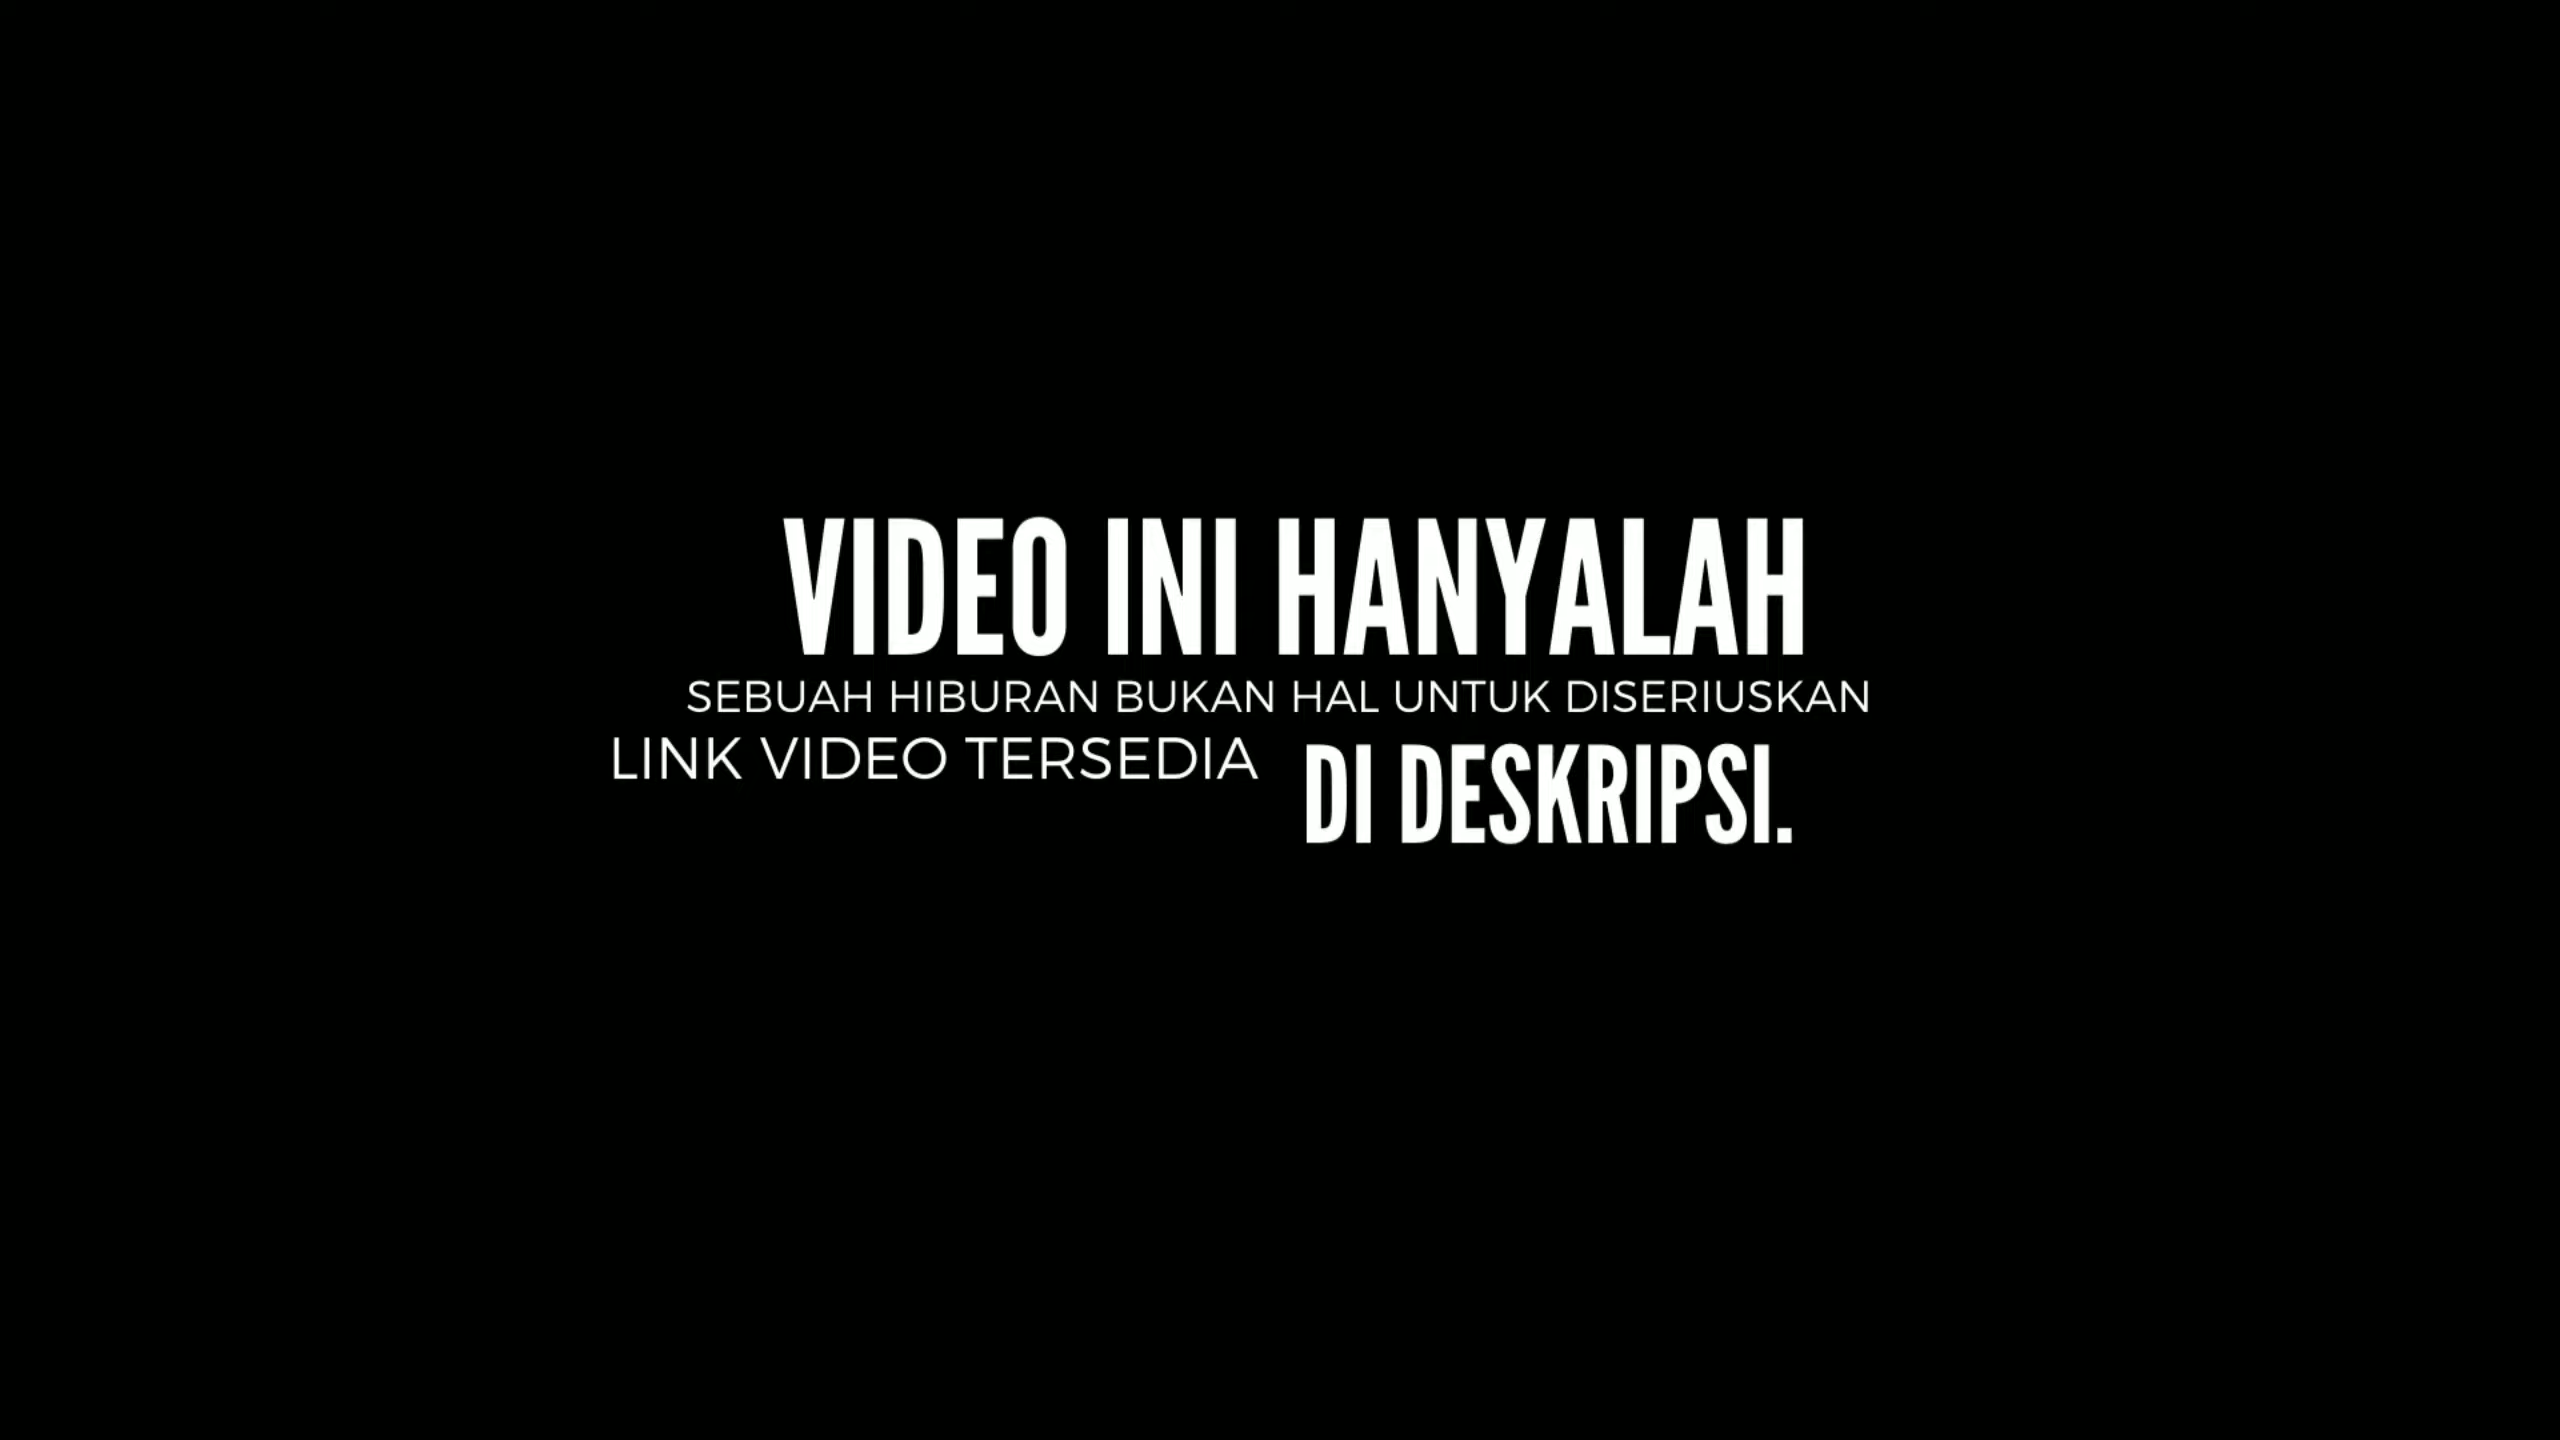 VIDEO INI HANYALAH
SEBUAH HIBURAN BUKAN HAL UNTUK DISERIUSKAN
LINK VIDEO TERSEDIA DI DESKRIPSI.